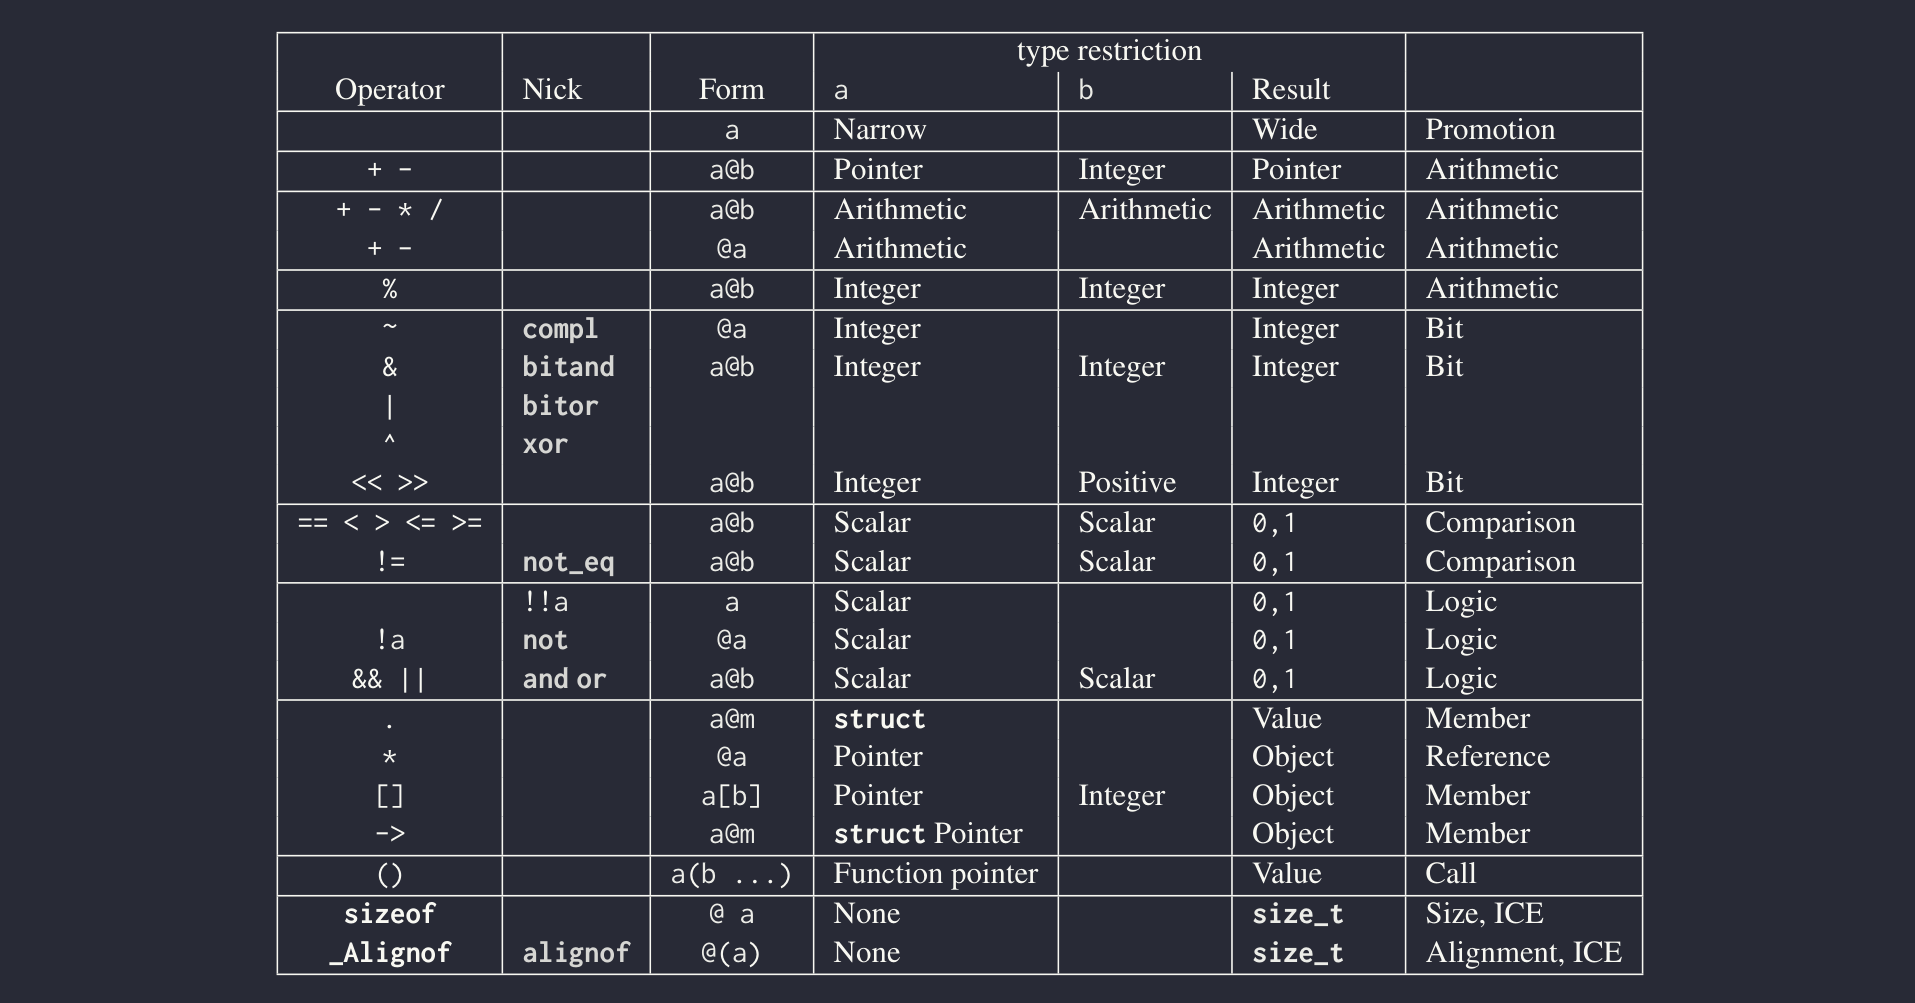 type restriction
Operator Nick Form a b Result
a Narrow Wide Promotion
+ - a@b Pointer Integer Pointer Arithmetic
+ - * / a@b Arithmetic Arithmetic Arithmetic Arithmetic
+ - @a Arithmetic Arithmetic Arithmetic
% a@b Integer Integer Integer Arithmetic
~ compl @a Integer Integer Bit
& bitand a@b Integer Integer Integer Bit
| bitor
^ xor
<< >> a@b Integer Positive Integer Bit
== < > <= >= a@b Scalar Scalar 0,1 Comparison
!= not_eq a@b Scalar Scalar 0,1 Comparison
!!a a Scalar 0,1 Logic
!a not @a Scalar 0,1 Logic
&& || and or a@b Scalar Scalar 0,1 Logic
. a@m struct Value Member
* @a Pointer Object Reference
[] a[b] Pointer Integer Object Member
-> a@m struct Pointer Object Member
() a(b ...) Function pointer Value Call
sizeof @ a None size_t Size, ICE
_Alignof alignof @(a) None size_t Alignment, ICE